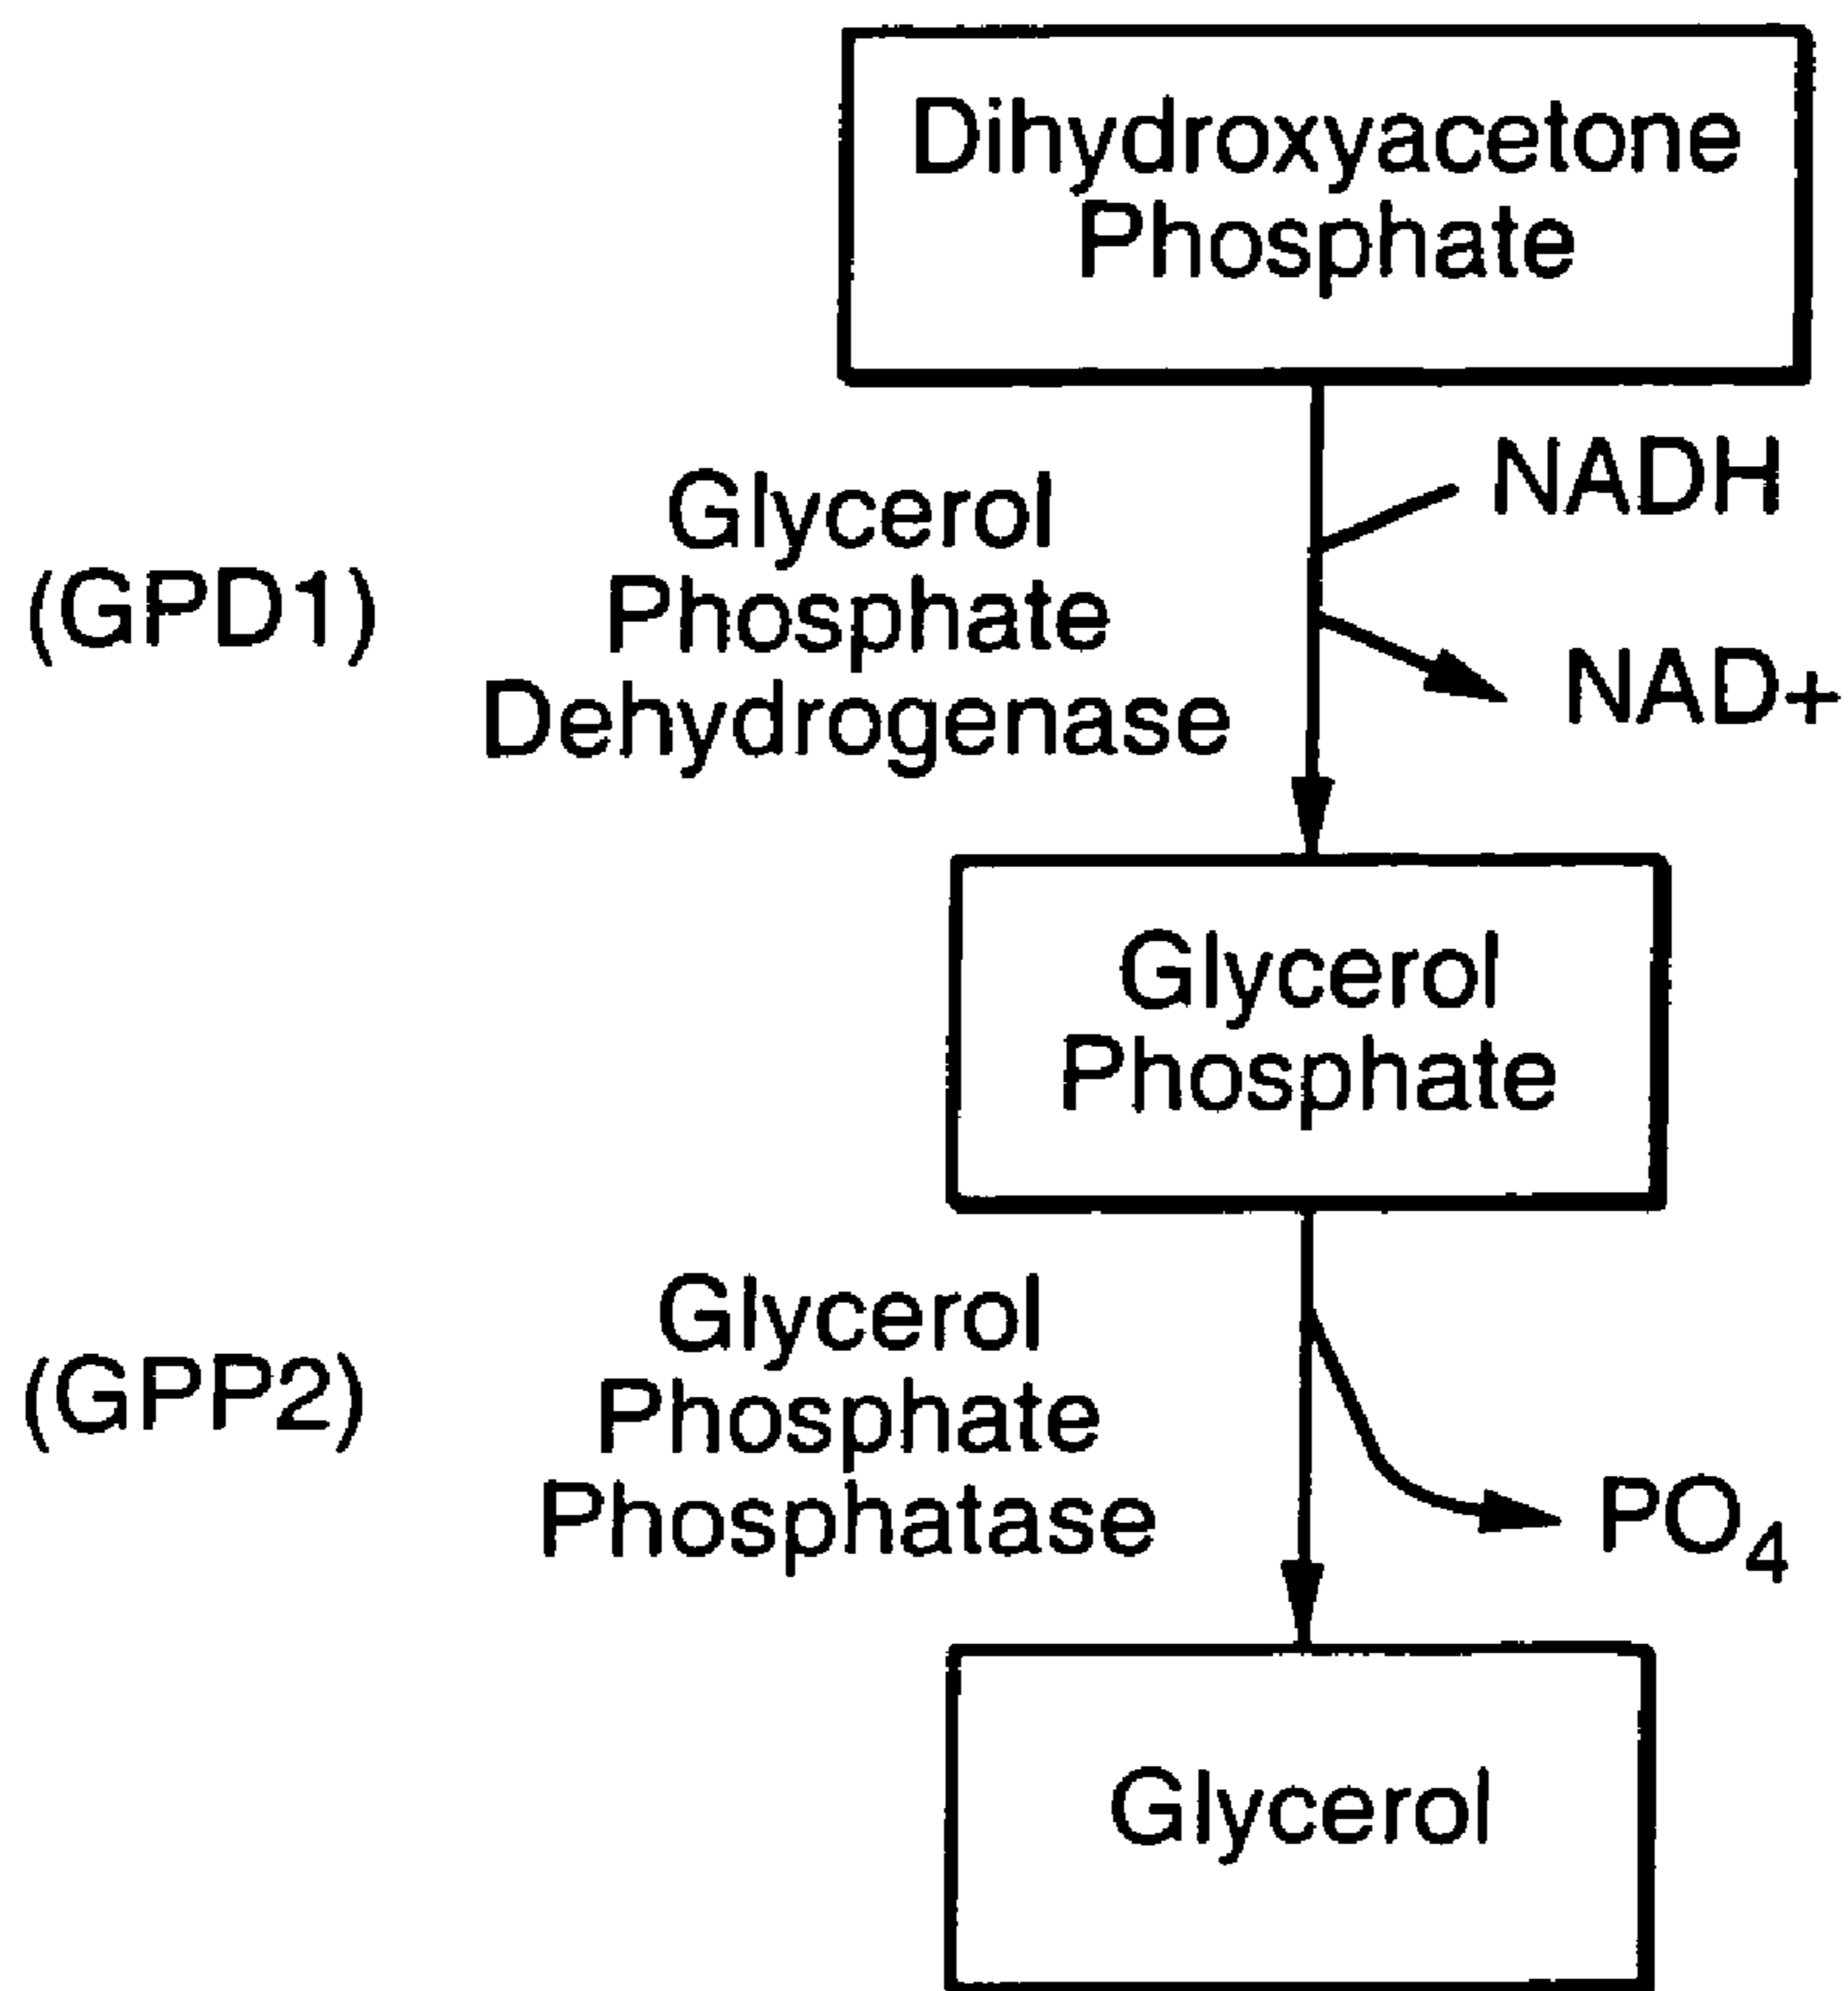 Dihydroxyacetone
Phosphate
NADH
Glycerol
(GPD1)
Phosphate
NAD+
Dehydrogenase
Glycerol
Phosphate
Glycerol
(GPP2)
Phosphate
Phosphatase
PO4
Glycerol